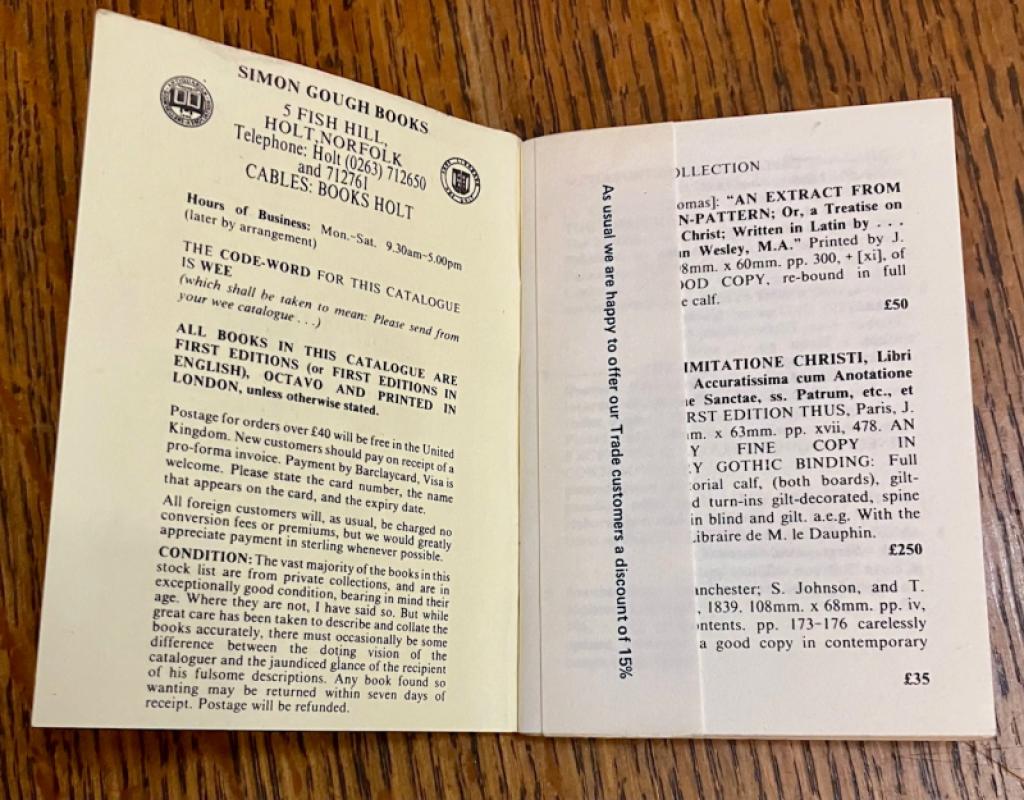 SIMON GOUGH BOOKS
5 FISH HILL,
HOLT, NORFOLK
Telephone: Holt (0263) 712650
and 712761
CABLES: BOOKS HOLT
Hours of Business: Mon.-Sat. 9.30am-5.00pm
(later by arrangement)
THE CODE-WORD FOR THIS CATALOGUE
IS WEE
(which shall be taken to mean: Please send from
your wee catalogue . . .)
ALL BOOKS IN THIS CATALOGUE ARE
FIRST EDITIONS (or FIRST EDITIONS IN
ENGLISH), OCTAVO AND PRINTED IN
LONDON, unless otherwise stated.
Postage for orders over £40 will be free in the United
Kingdom. New customers should pay on receipt of a
pro-forma invoice. Payment by Barclaycard, Visa is
welcome. Please state the card number, the name
that appears on the card, and the expiry date.
All foreign customers will, as usual, be charged no
conversion fees or premiums, but we would greatly
appreciate payment in sterling whenever possible.
CONDITION: The vast majority of the books in this
stock list are from private collections, and are in
exceptionally good condition, bearing in mind their
age. Where they are not, I have said so. But while
great care has been taken to describe and collate the
books accurately, there must occasionally be some
difference between the doting vision of the
cataloguer and the jaundiced glance of the recipient
of his fulsome descriptions. Any book found so
wanting may be returned within seven days of
receipt. Postage will be refunded.
As usual we are happy to offer our Trade customers a discount of 15%
OLLECTION
omas]: "AN EXTRACT FROM
N-PATTERN; Or, a Treatise on
Christ; Written in Latin by . . .
n Wesley, M.A." Printed by J.
8mm. x 60mm. pp. 300, + [xi], of
OOD COPY, re-bound in full
e calf.
£50
IMITATIONE CHRISTI, Libri
Accuratissima cum Anotatione
e Sanctae, ss. Patrum, etc., et
RST EDITION THUS, Paris, J.
m. x 63mm. pp. xvii, 478. AN
Y FINE COPY IN
Y GOTHIC BINDING: Full
orial calf, (both boards), gilt-
d turn-ins gilt-decorated, spine
in blind and gilt. a.e.g. With the
ibraire de M. le Dauphin.
£250
nchester; S. Johnson, and T.
, 1839. 108mm. x 68mm. pp. iv,
ntents. pp. 173-176 carelessly
a good copy in contemporary
£35